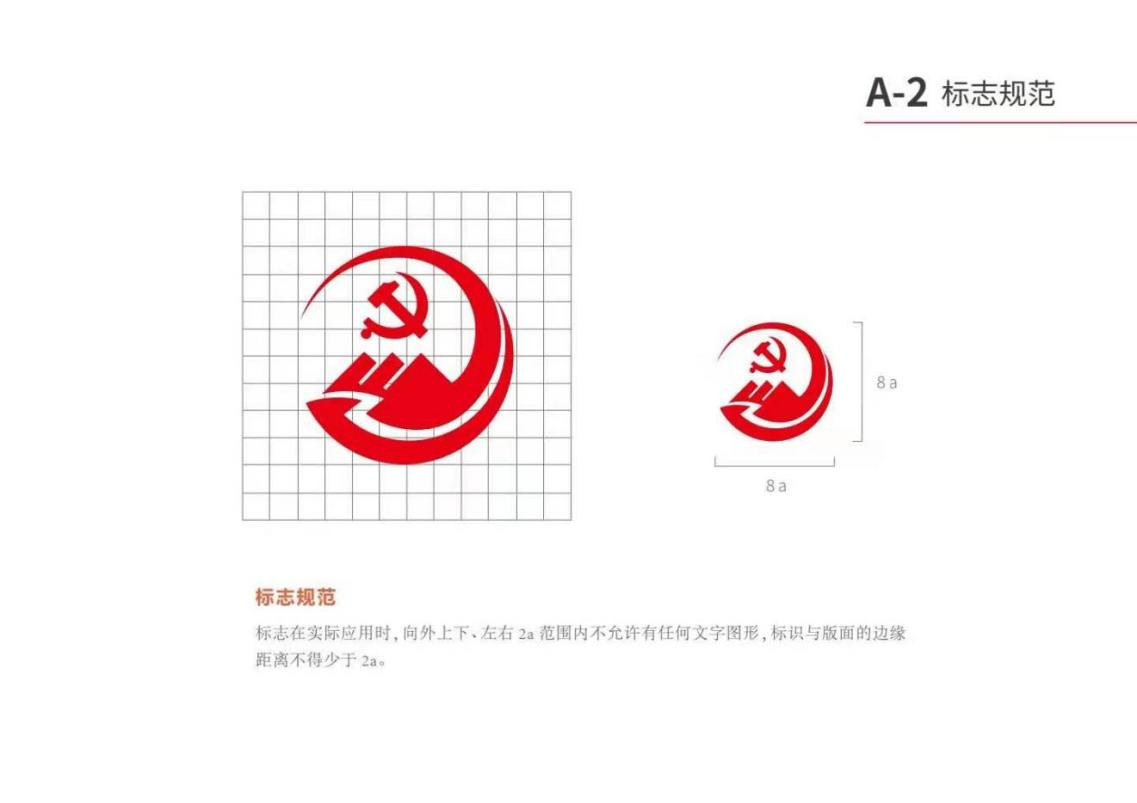 A-2 标志规范
8a
8a
标志规范
标志在实际应用时,向外上下、左右 2a 范围内不允许有任何文字图形,标识与版面的边缘
距离不得少于 2a。